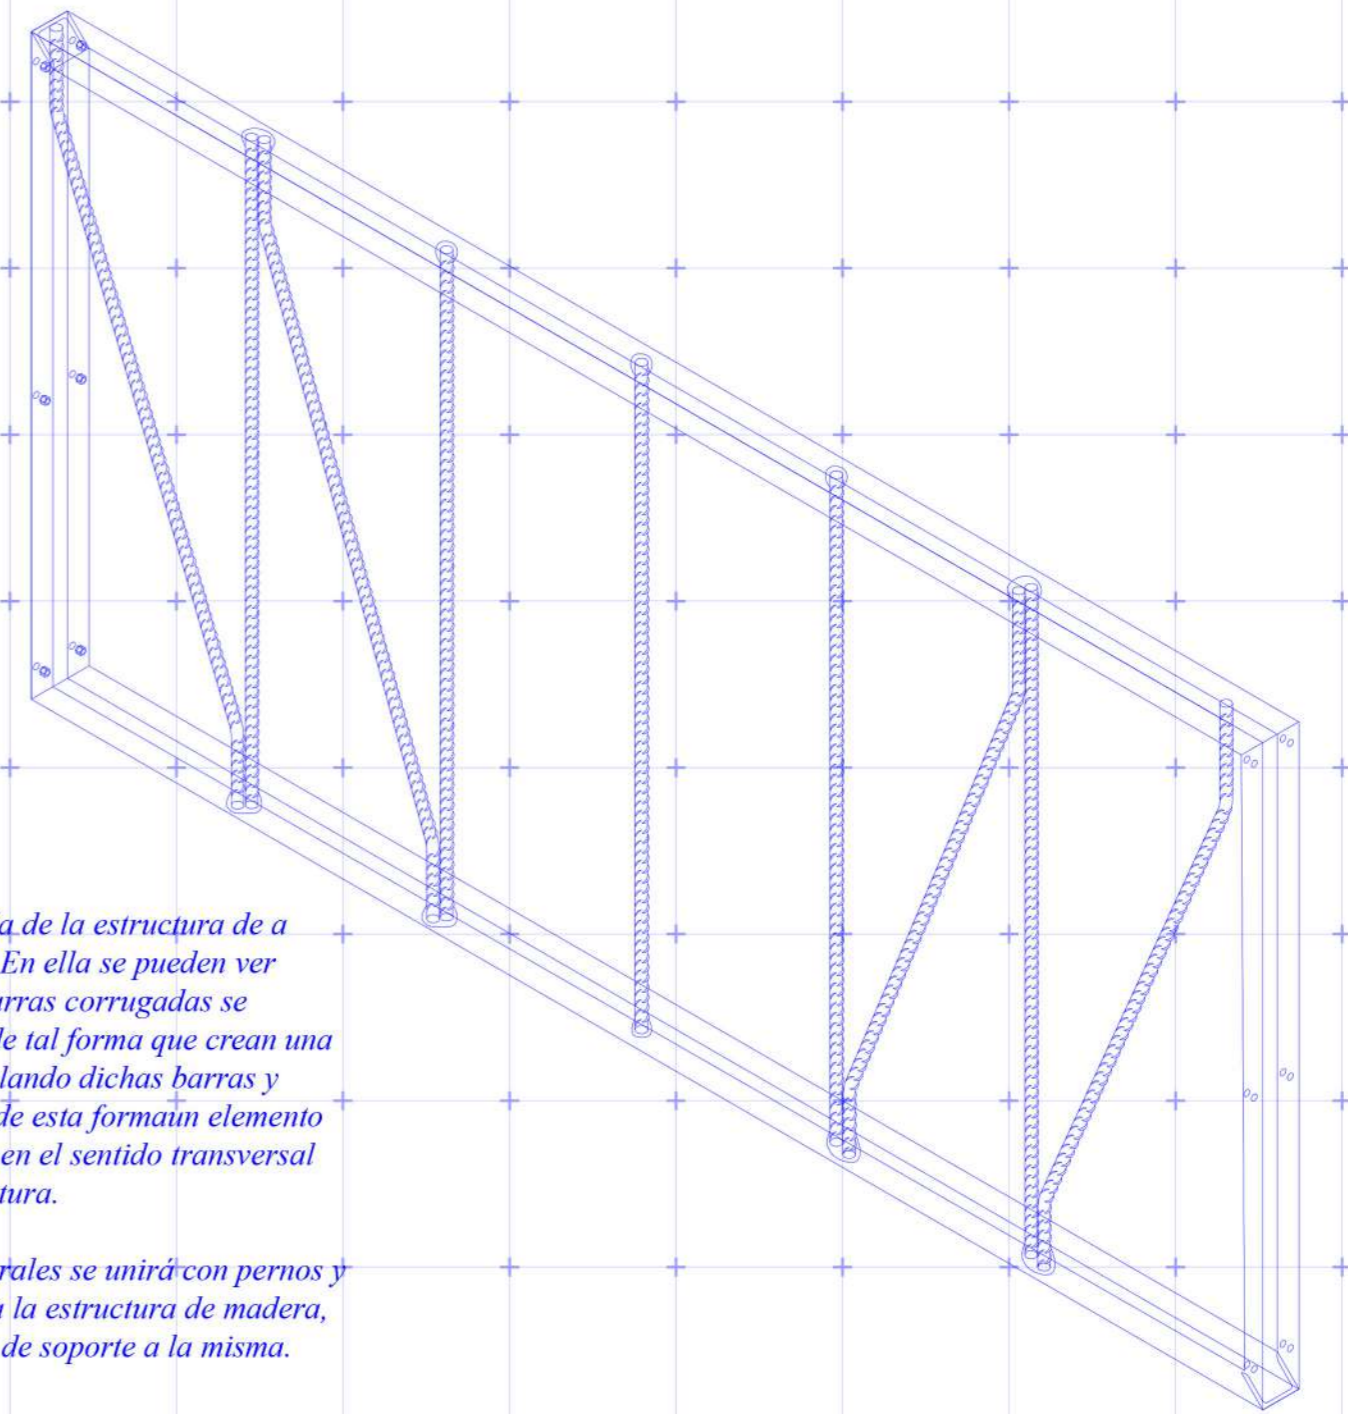 a de la estructura de a
En ella se pueden ver
arras corrugadas se
de tal forma que crean una
lando dichas barras y
de esta formaun elemento
en el sentido transversal
tura.
rales se unirá con pernos y
a la estructura de madera,
de soporte a la misma.